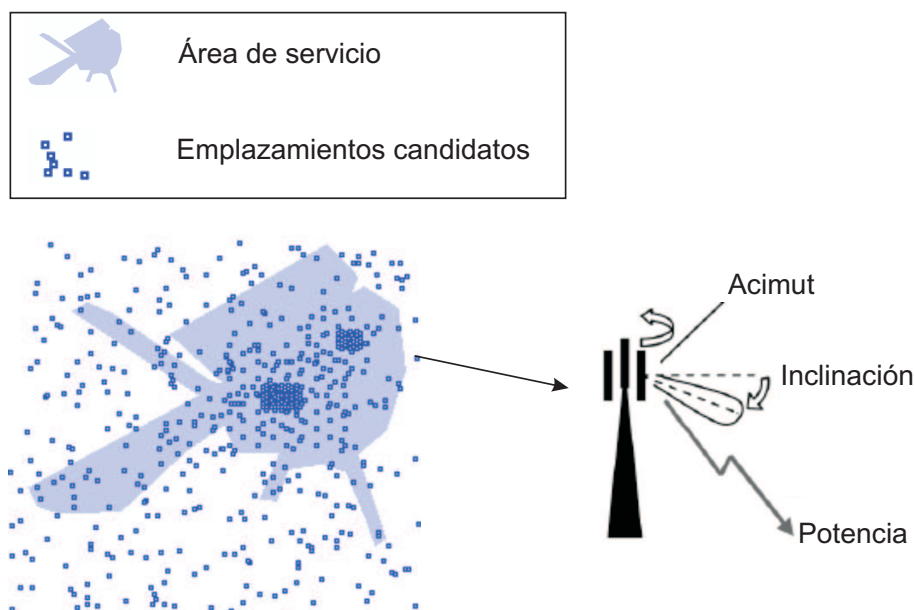 Área de servicio
Emplazamientos candidatos
Acimut
Inclinación
Potencia